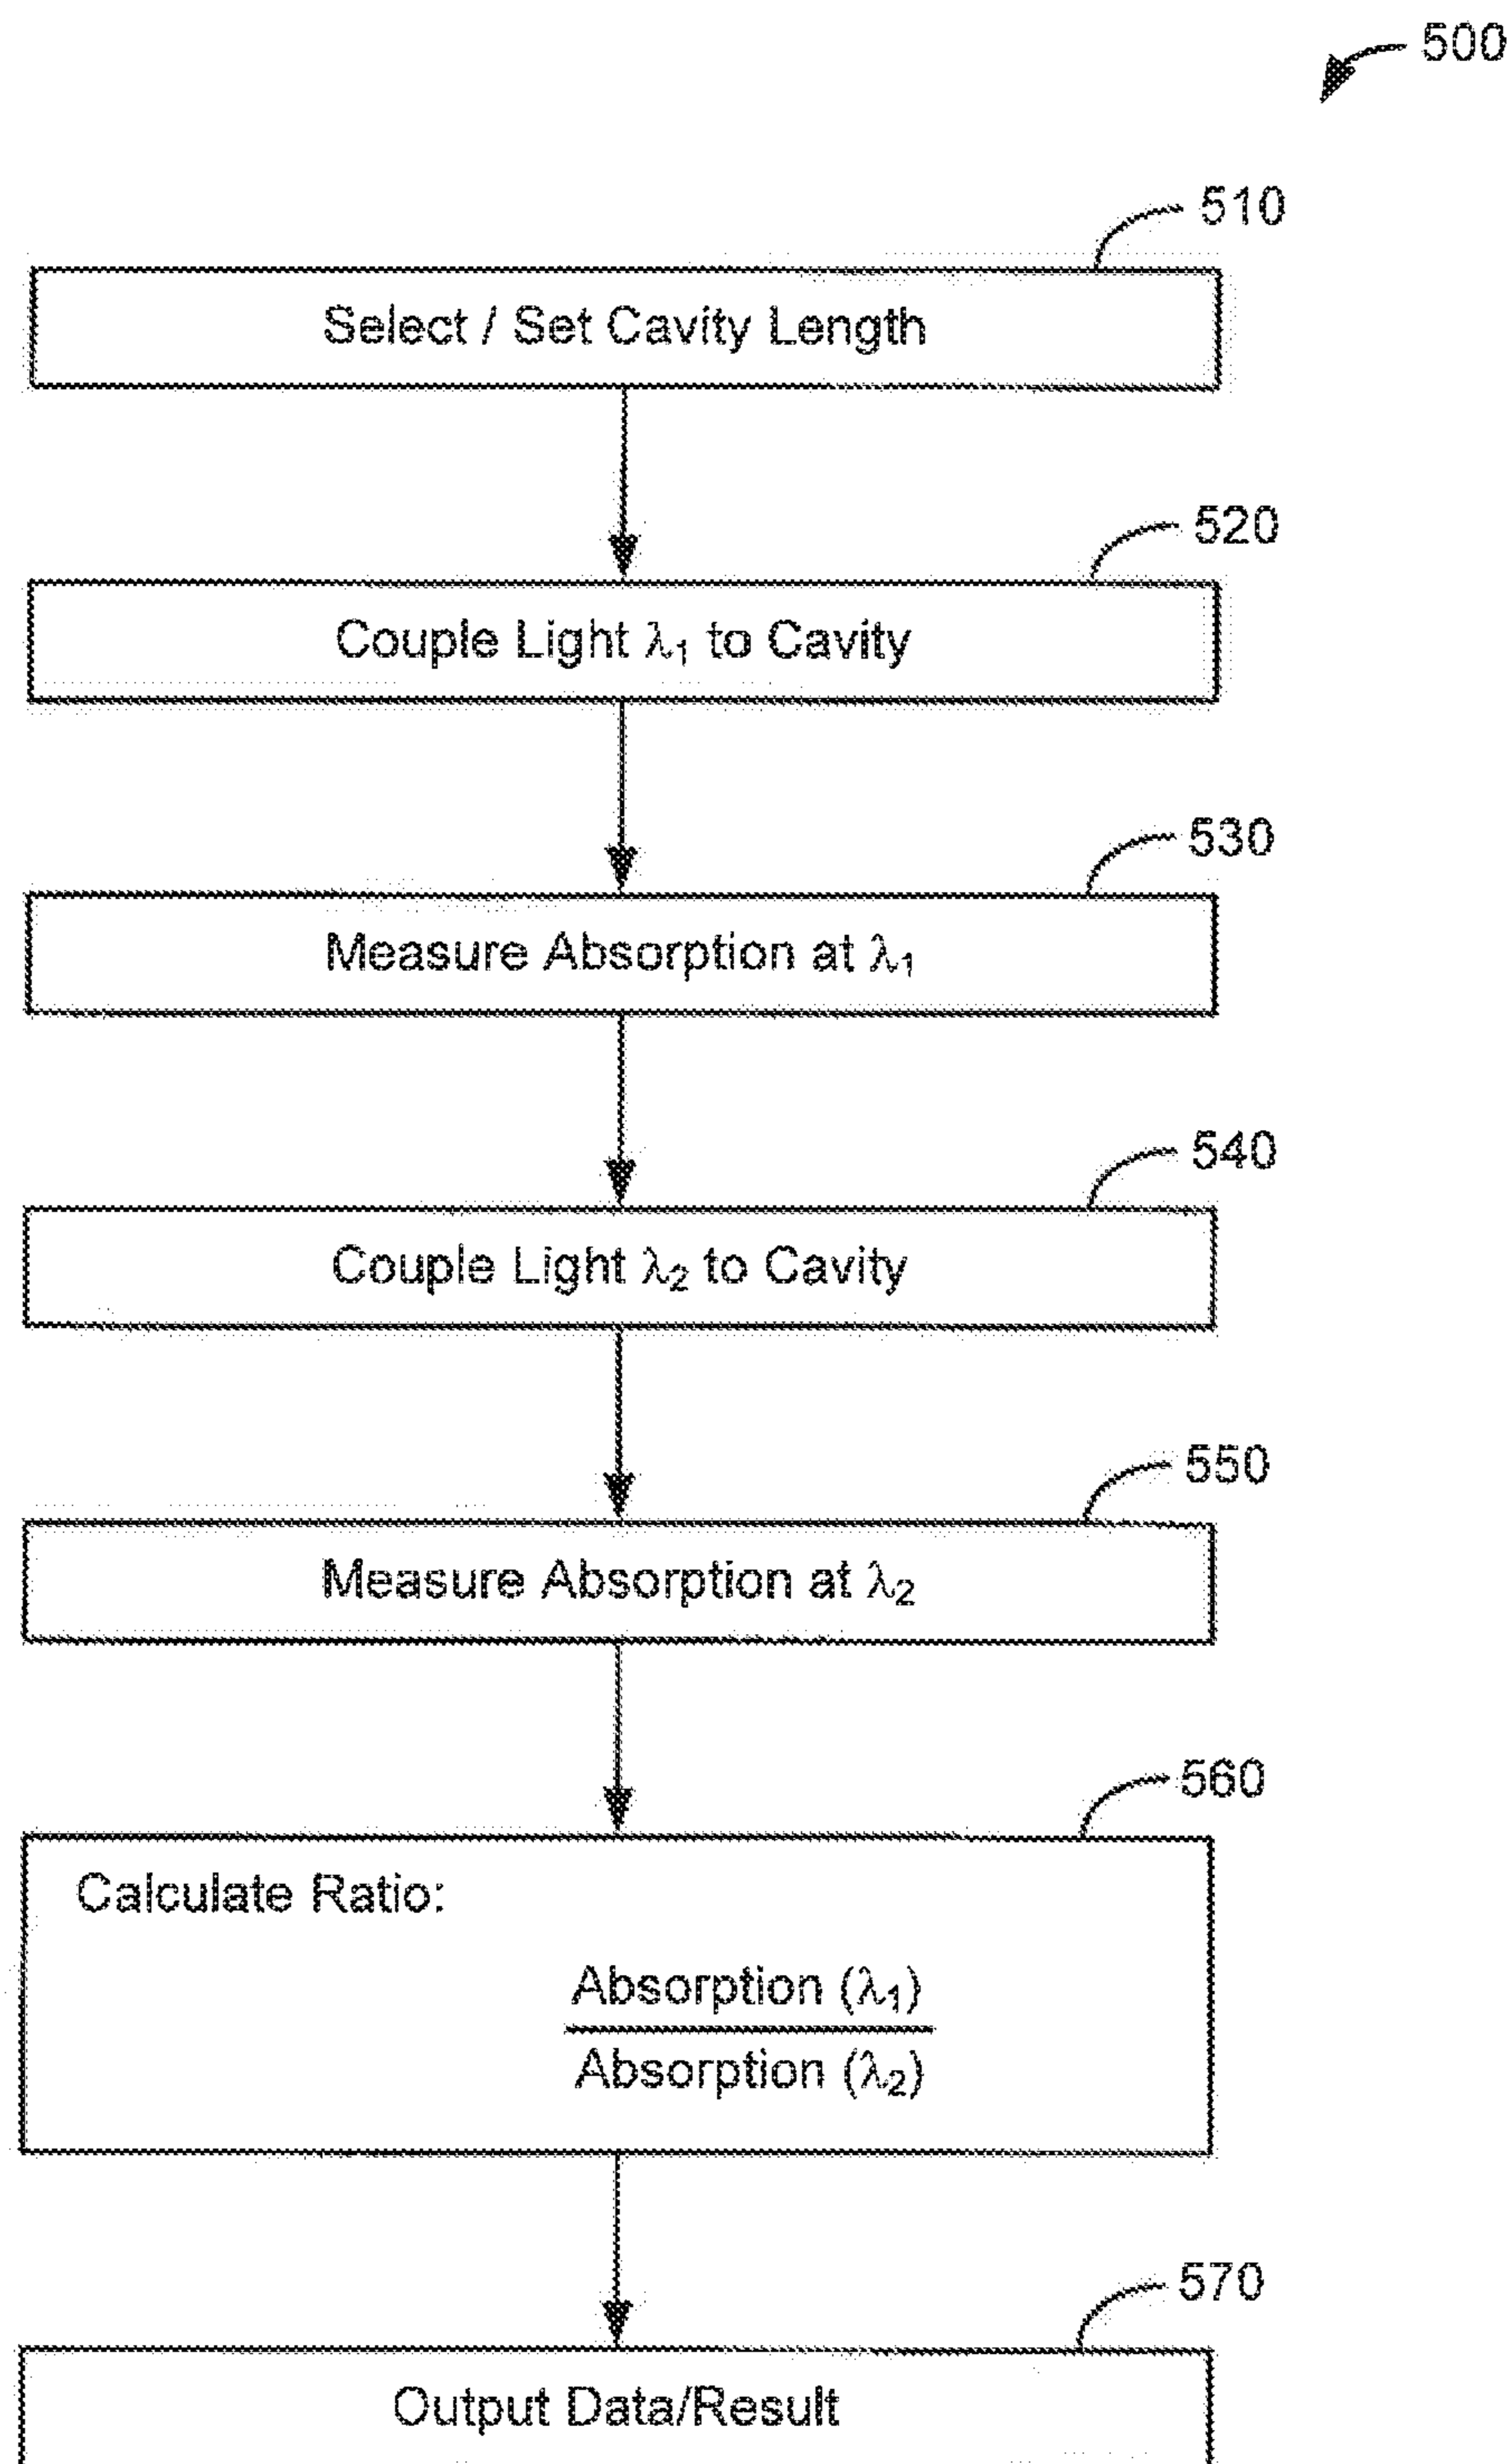 500
510
Select / Set Cavity Length
520
Couple Light λ₁ to Cavity
530
Measure Absorption at λ₁
540
Couple Light λ₂ to Cavity
550
Measure Absorption at λ₂
560
Calculate Ratio:
Absorption (λ₁)
Absorption (λ₂)
570
Output Data/Result